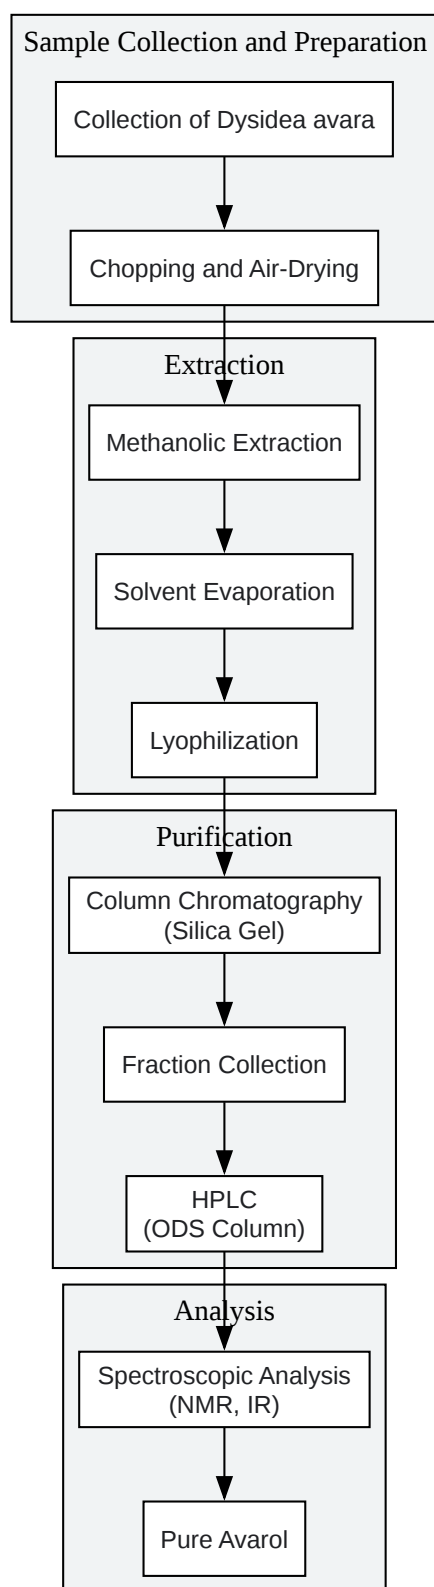 Sample Collection and Preparation
Collection of Dysidea avara
Chopping and Air-Drying
Extraction
Methanolic Extraction
Solvent Evaporation
Lyophilization
Purification
Column Chromatography
(Silica Gel)
Fraction Collection
HPLC
(ODS Column)
Analysis
Spectroscopic Analysis
(NMR, IR)
Pure Avarol